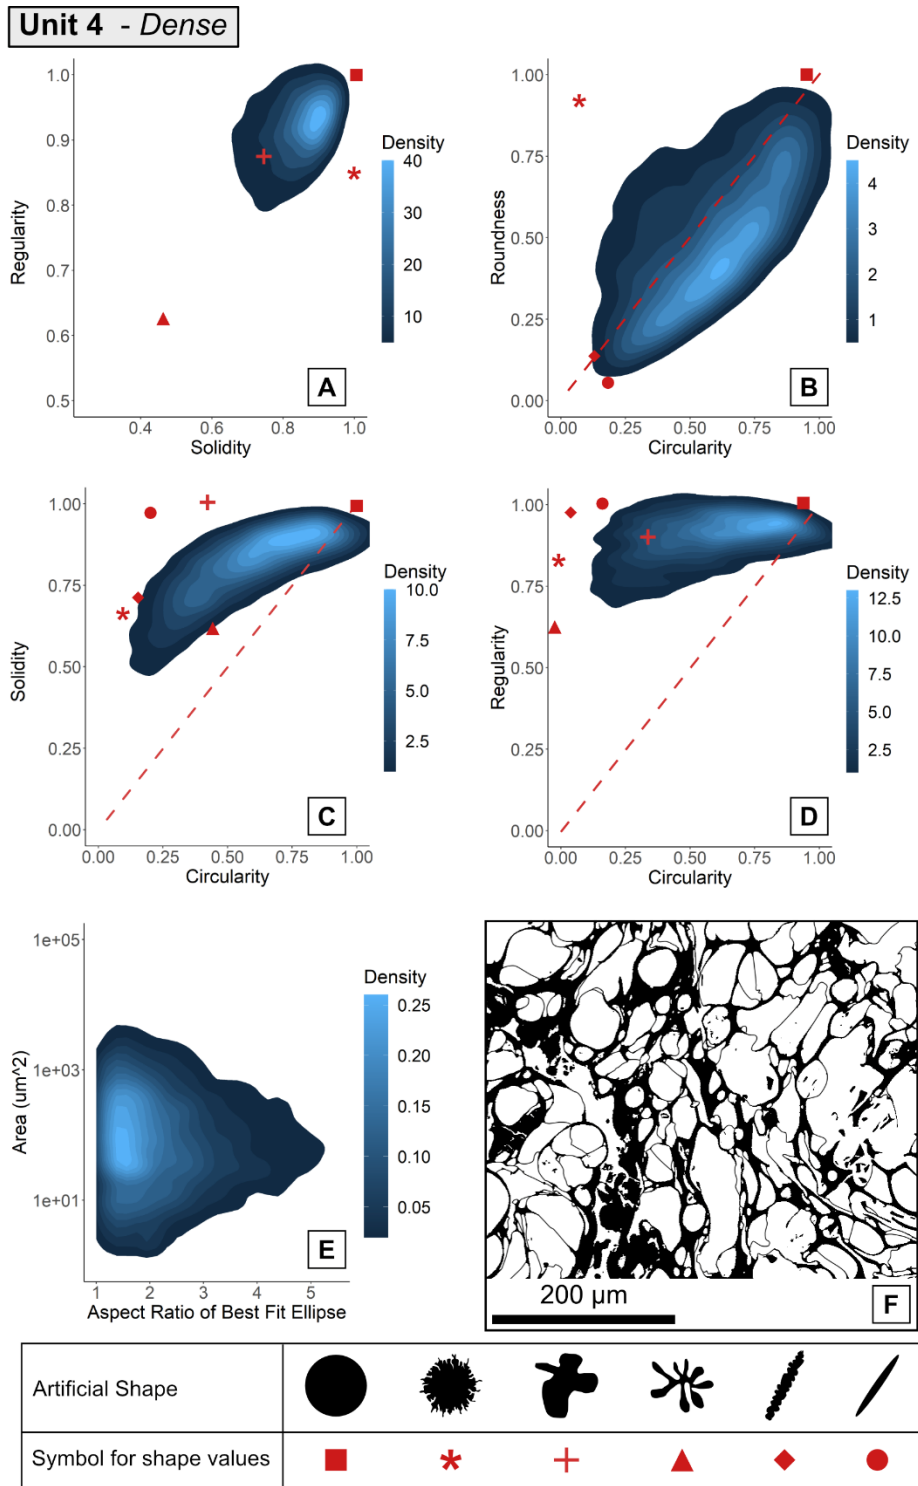 Unit 4 - Dense
1.0
0.9
0.8
0.7
0.6
0.5
Regularity
0.4
0.6
0.8
1.0
Solidity
Density
40
30
20
10
A
1.00
0.75
0.50
0.25
0.00
Roundness
0.00
0.25
0.50
0.75
1.00
Circularity
Density
4
3
2
1
B
1.00
0.75
0.50
0.25
0.00
Solidity
0.00
0.25
0.50
0.75
1.00
Circularity
Density
10.0
7.5
5.0
2.5
C
1.00
0.75
0.50
0.25
0.00
Regularity
0.00
0.25
0.50
0.75
1.00
Circularity
Density
12.5
10.0
7.5
5.0
2.5
D
1e+05
1e+03
1e+01
Area (um^2)
1
2
3
4
5
Aspect Ratio of Best Fit Ellipse
Density
0.25
0.20
0.15
0.10
0.05
E
200 µm
F
Artificial Shape
Symbol for shape values